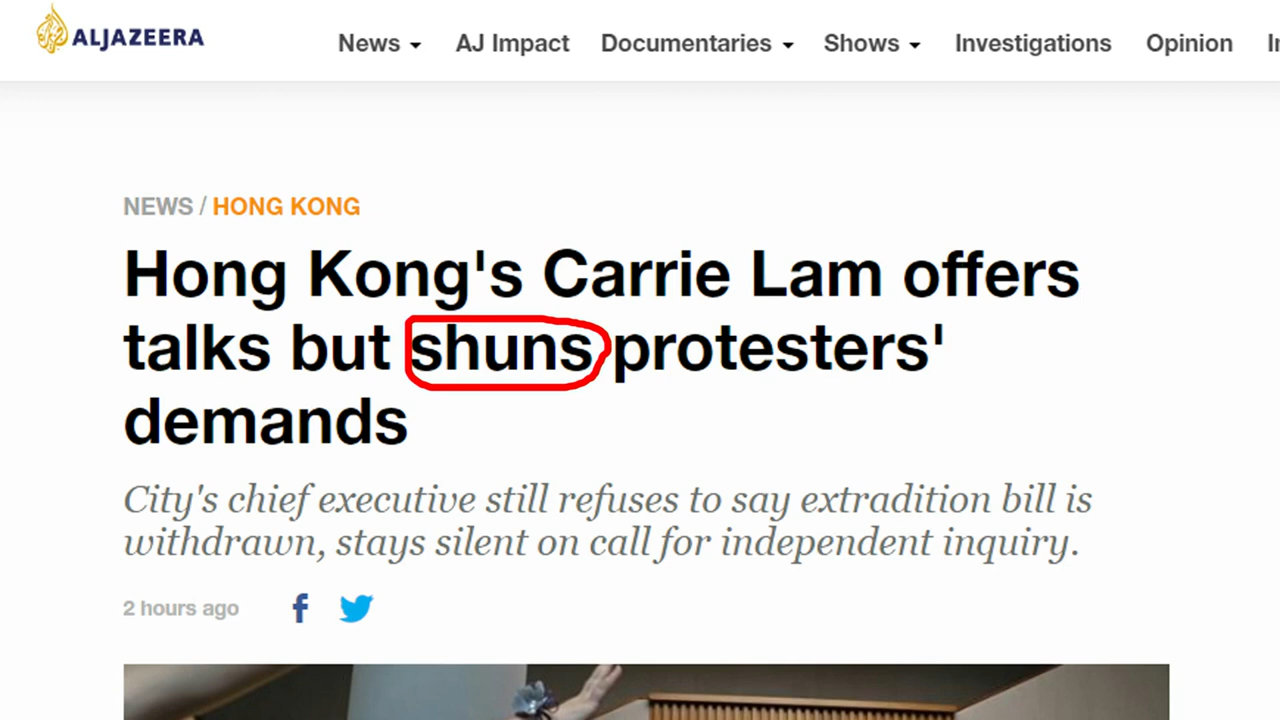 ALJAZEERA
News AJ Impact Documentaries Shows Investigations Opinion
NEWS / HONG KONG
Hong Kong's Carrie Lam offers
talks but shuns protesters'
demands
City's chief executive still refuses to say extradition bill is
withdrawn, stays silent on call for independent inquiry.
2 hours ago